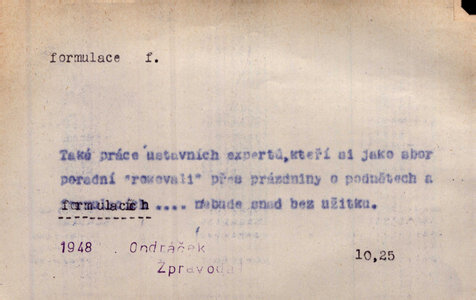 formulace f.
Také práce ústavních expertů,kteří si jako sbor
poradní "rokovali" přes prázdniny o podnětech a
formulacích .... nebude snad bez užitku.
1948 Ondráček
Zpravodaj
10,25